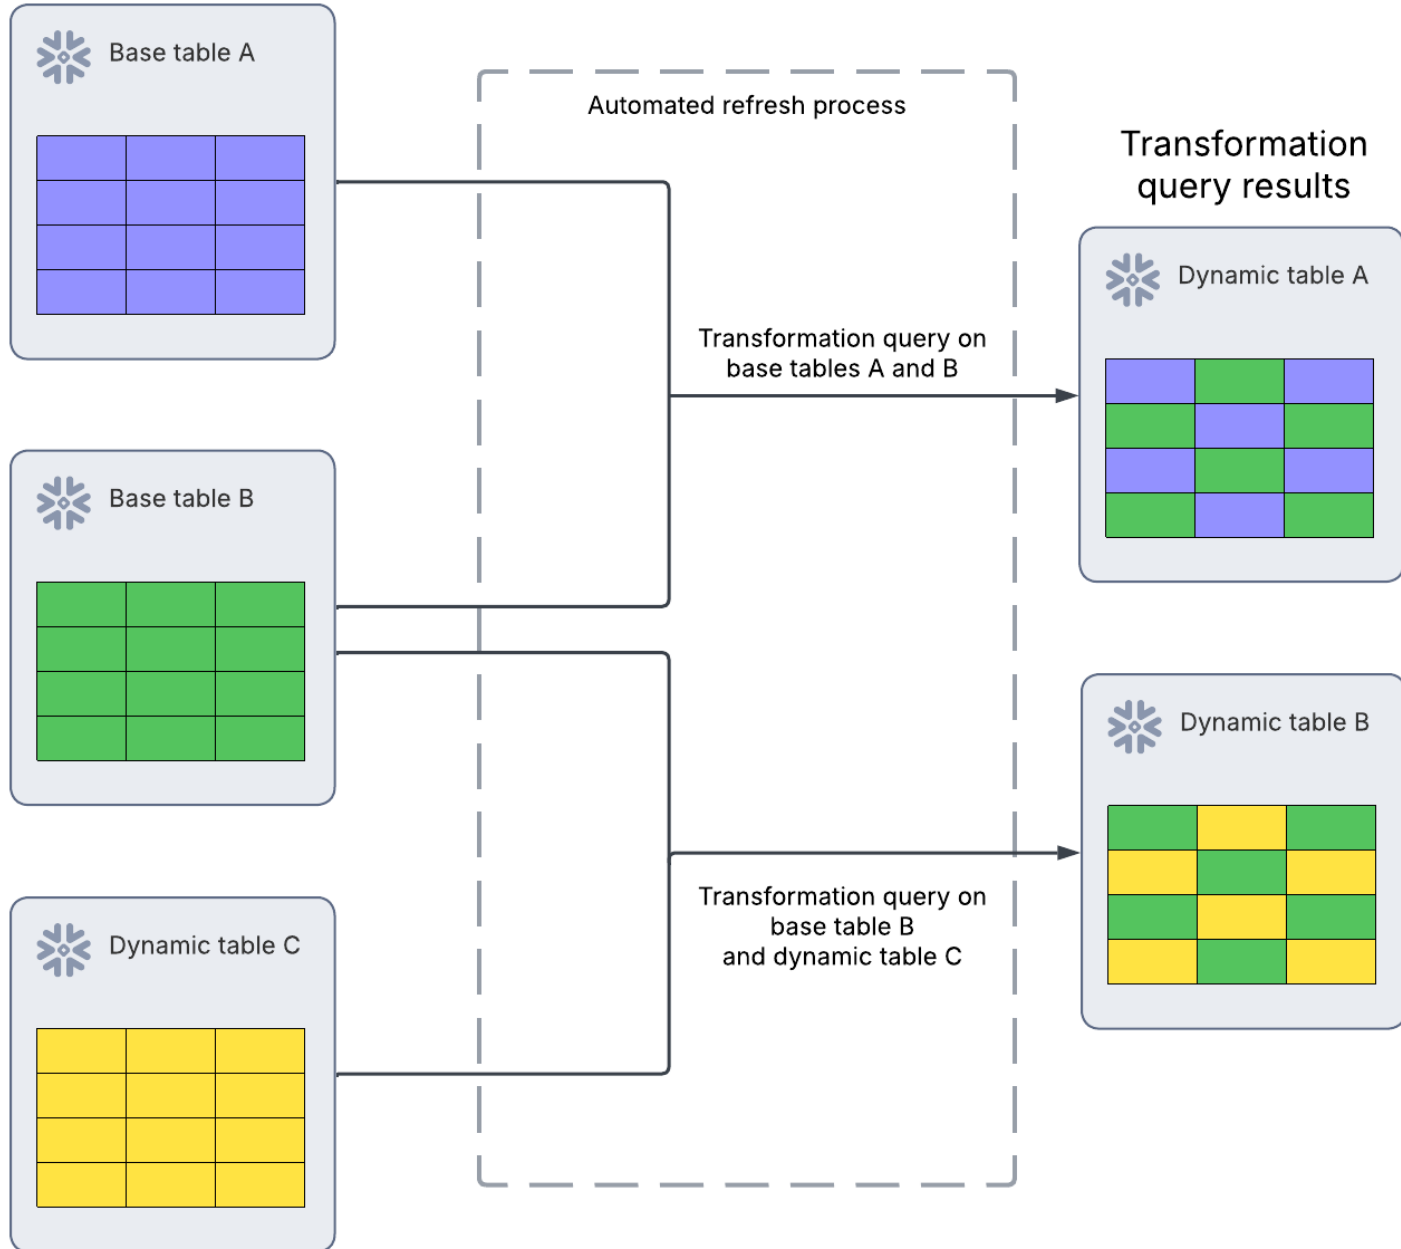 Base table A
Automated refresh process
Transformation
query results
Dynamic table A
Transformation query on
base tables A and B
Base table B
Dynamic table B
Transformation query on
base table B
and dynamic table C
Dynamic table C